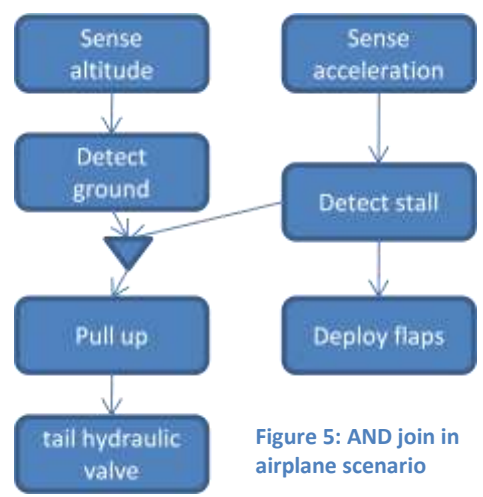 Sense
altitude
Sense
acceleration
Detect
ground
Detect stall
Pull up
Deploy flaps
tail hydraulic
valve
Figure 5: AND join in
airplane scenario